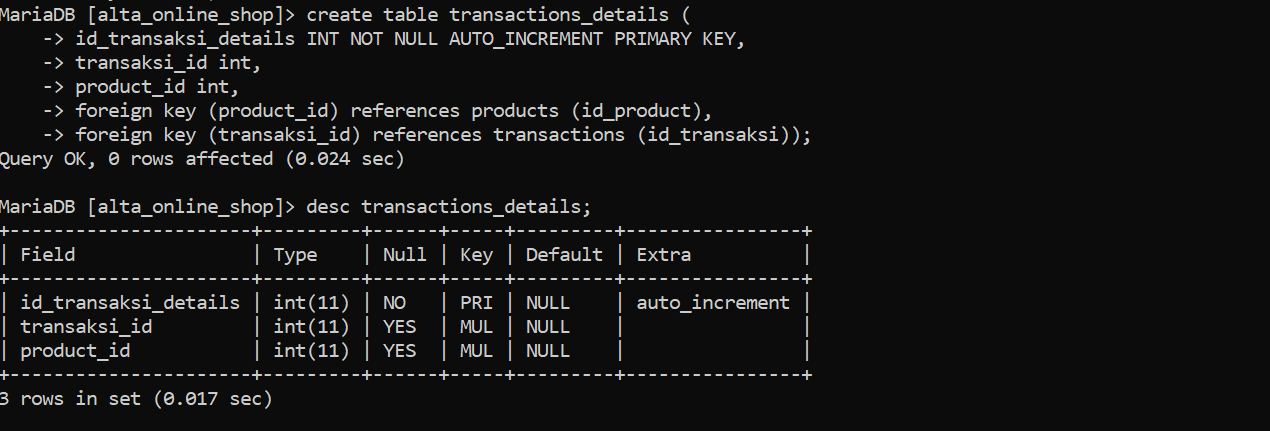 MariaDB [alta_online_shop]> create table transactions_details (
    -> id_transaksi_details INT NOT NULL AUTO_INCREMENT PRIMARY KEY,
    -> transaksi_id int,
    -> product_id int,
    -> foreign key (product_id) references products (id_product),
    -> foreign key (transaksi_id) references transactions (id_transaksi));
Query OK, 0 rows affected (0.024 sec)

MariaDB [alta_online_shop]> desc transactions_details;
+----------------------+---------+------+-----+---------+----------------+
| Field                | Type    | Null | Key | Default | Extra          |
+----------------------+---------+------+-----+---------+----------------+
| id_transaksi_details | int(11) | NO   | PRI | NULL    | auto_increment |
| transaksi_id         | int(11) | YES  | MUL | NULL    |                |
| product_id           | int(11) | YES  | MUL | NULL    |                |
+----------------------+---------+------+-----+---------+----------------+
3 rows in set (0.017 sec)